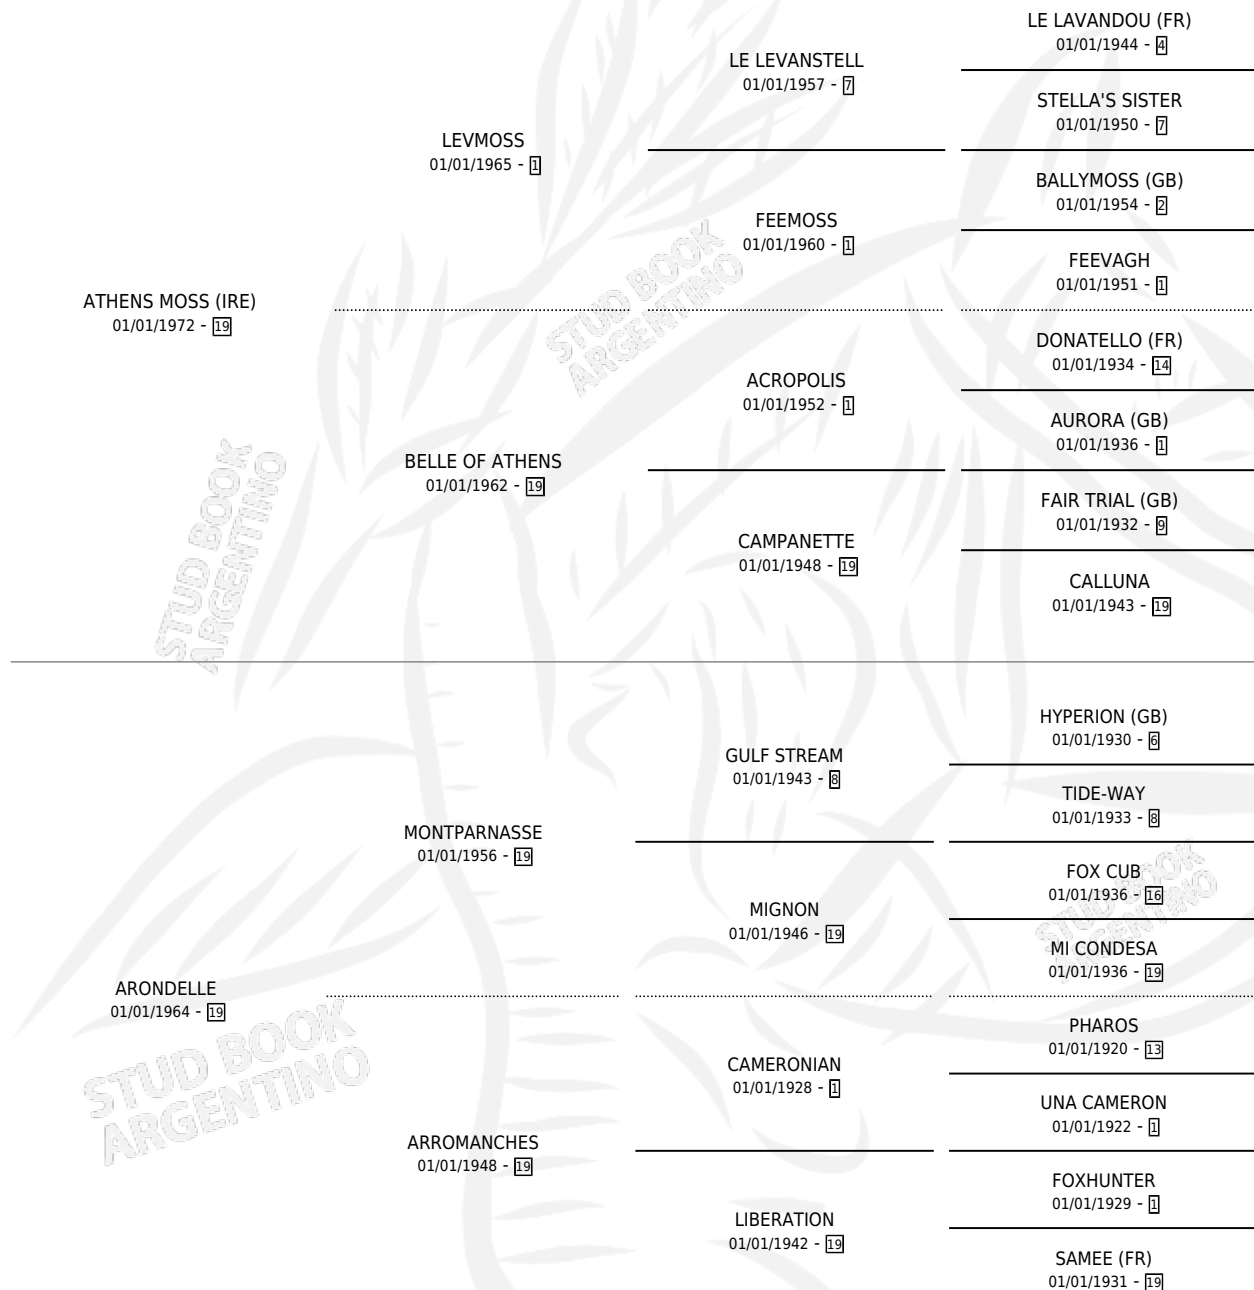 LE LAVANDOU (FR)
01/01/1944 - 4
LE LEVANSTELL
01/01/1957 - 7
STELLA'S SISTER
01/01/1950 - 7
LEVMOSS
01/01/1965 - 1
BALLYMOSS (GB)
01/01/1954 - 2
FEEMOSS
01/01/1960 - 1
FEEVAGH
01/01/1951 - 1
ATHENS MOSS (IRE)
01/01/1972 - 19
DONATELLO (FR)
01/01/1934 - 14
ACROPOLIS
01/01/1952 - 1
AURORA (GB)
01/01/1936 - 1
BELLE OF ATHENS
01/01/1962 - 19
FAIR TRIAL (GB)
01/01/1932 - 9
CAMPANETTE
01/01/1948 - 19
CALLUNA
01/01/1943 - 19
HYPERION (GB)
01/01/1930 - 6
GULF STREAM
01/01/1943 - 8
TIDE-WAY
01/01/1933 - 8
MONTPARNASSE
01/01/1956 - 19
FOX CUB
01/01/1936 - 16
MIGNON
01/01/1946 - 19
MI CONDESA
01/01/1936 - 19
ARONDELLE
01/01/1964 - 19
PHAROS
01/01/1920 - 13
CAMERONIAN
01/01/1928 - 1
UNA CAMERON
01/01/1922 - 1
ARROMANCHES
01/01/1948 - 19
FOXHUNTER
01/01/1929 - 1
LIBERATION
01/01/1942 - 19
SAMEE (FR)
01/01/1931 - 19
STUD BOOK
ARGENTINO
STUD BOOK
ARGENTINO
STUD BOOK
ARGENTINO
STUD BOOK
ARGENTINO